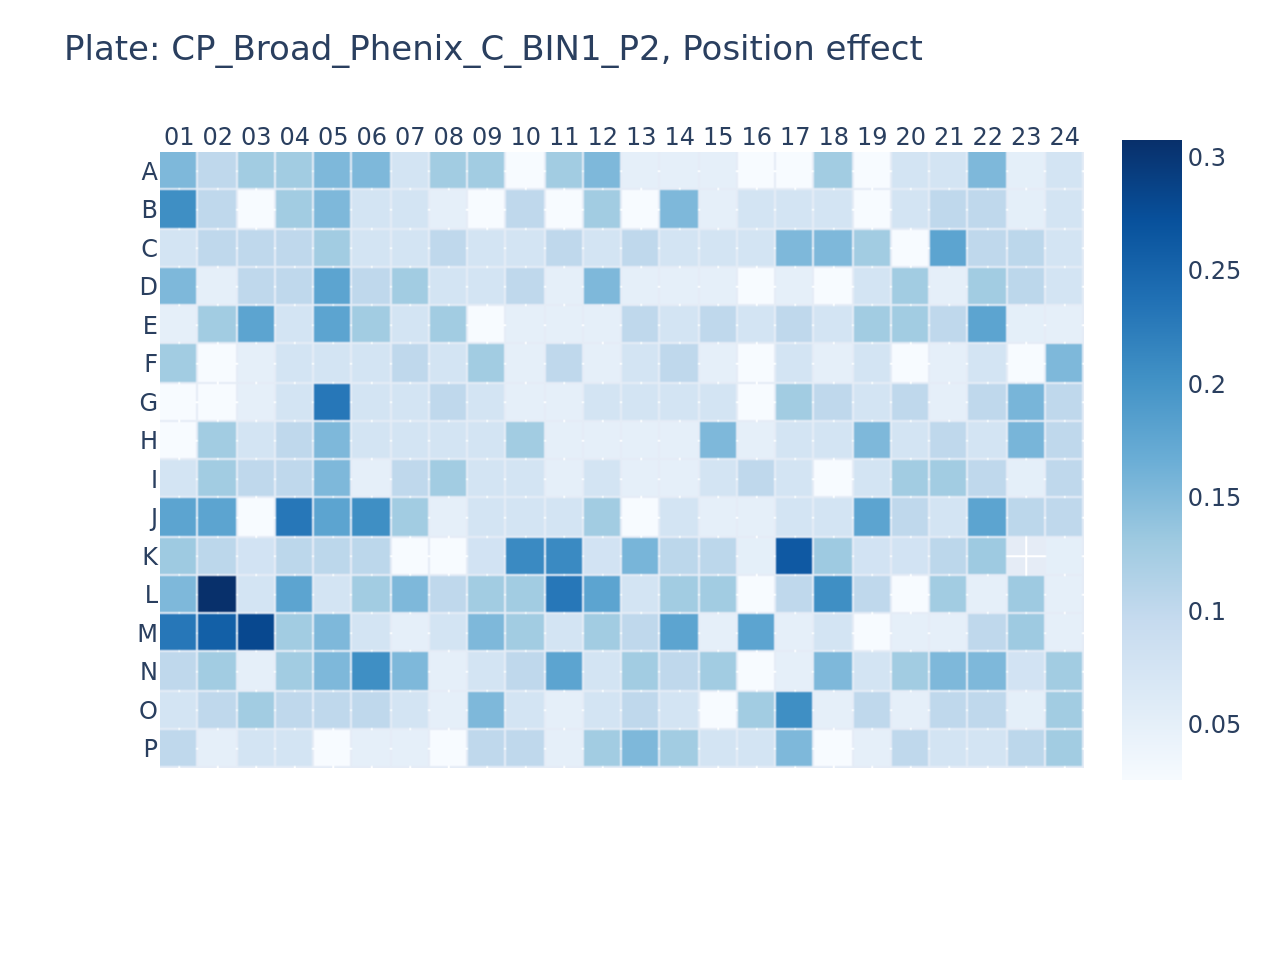 Plate: CP_Broad_Phenix_C_BIN1_P2, Position effect
01 02 03 04 05 06 07 08 09 10 11 12 13 14 15 16 17 18 19 20 21 22 23 24
A
B
C
D
E
F
G
H
I
J
K
L
M
N
O
P
0.3
0.25
0.2
0.15
0.1
0.05